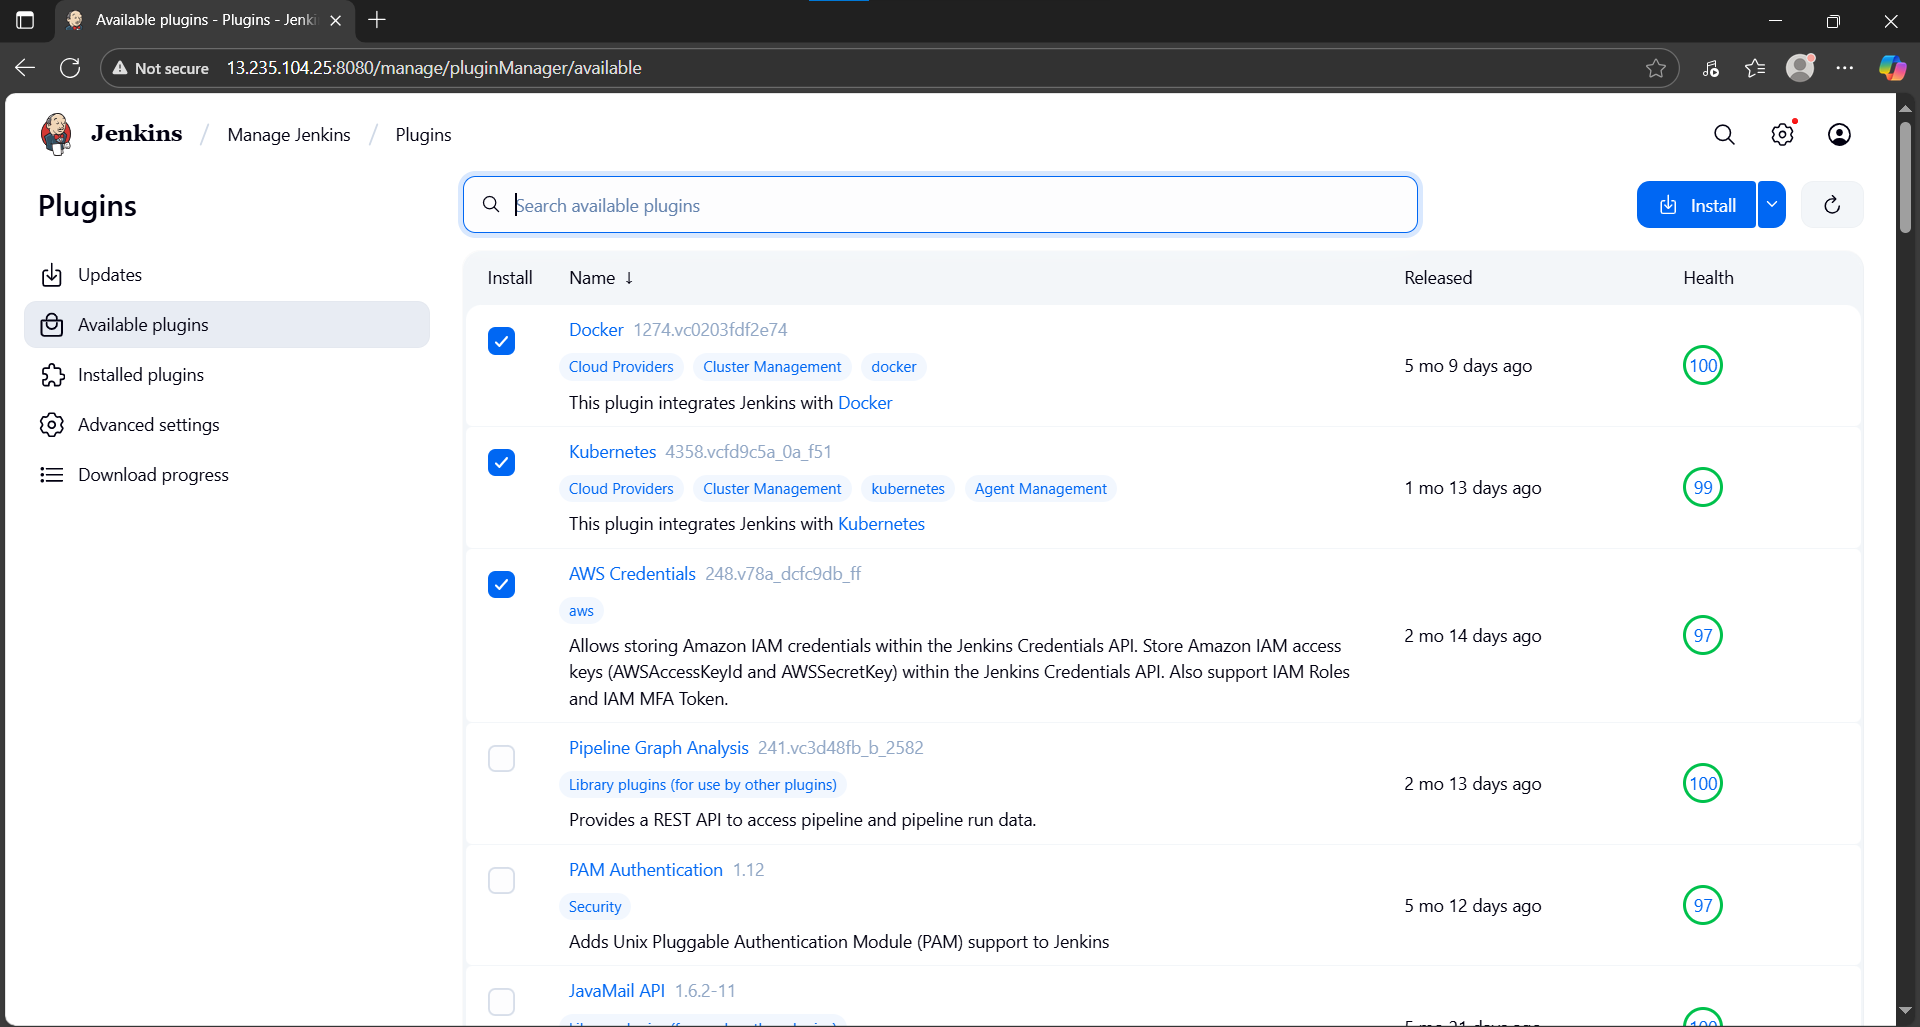 Available plugins - Plugins - Jenki
Not secure 13.235.104.25:8080/manage/pluginManager/available
Jenkins / Manage Jenkins / Plugins
Plugins
Search available plugins
Install
Updates
Available plugins
Installed plugins
Advanced settings
Download progress
Install Name ↓ Released Health
Docker 1274.vc0203fdf2e74
Cloud Providers Cluster Management docker
This plugin integrates Jenkins with Docker
5 mo 9 days ago
100
Kubernetes 4358.vcfd9c5a_0a_f51
Cloud Providers Cluster Management kubernetes Agent Management
This plugin integrates Jenkins with Kubernetes
1 mo 13 days ago
99
AWS Credentials 248.v78a_dcfc9db_ff
aws
Allows storing Amazon IAM credentials within the Jenkins Credentials API. Store Amazon IAM access
keys (AWSAccessKeyId and AWSSecretKey) within the Jenkins Credentials API. Also support IAM Roles
and IAM MFA Token.
2 mo 14 days ago
97
Pipeline Graph Analysis 241.vc3d48fb_b_2582
Library plugins (for use by other plugins)
Provides a REST API to access pipeline and pipeline run data.
2 mo 13 days ago
100
PAM Authentication 1.12
Security
Adds Unix Pluggable Authentication Module (PAM) support to Jenkins
5 mo 12 days ago
97
JavaMail API 1.6.2-11